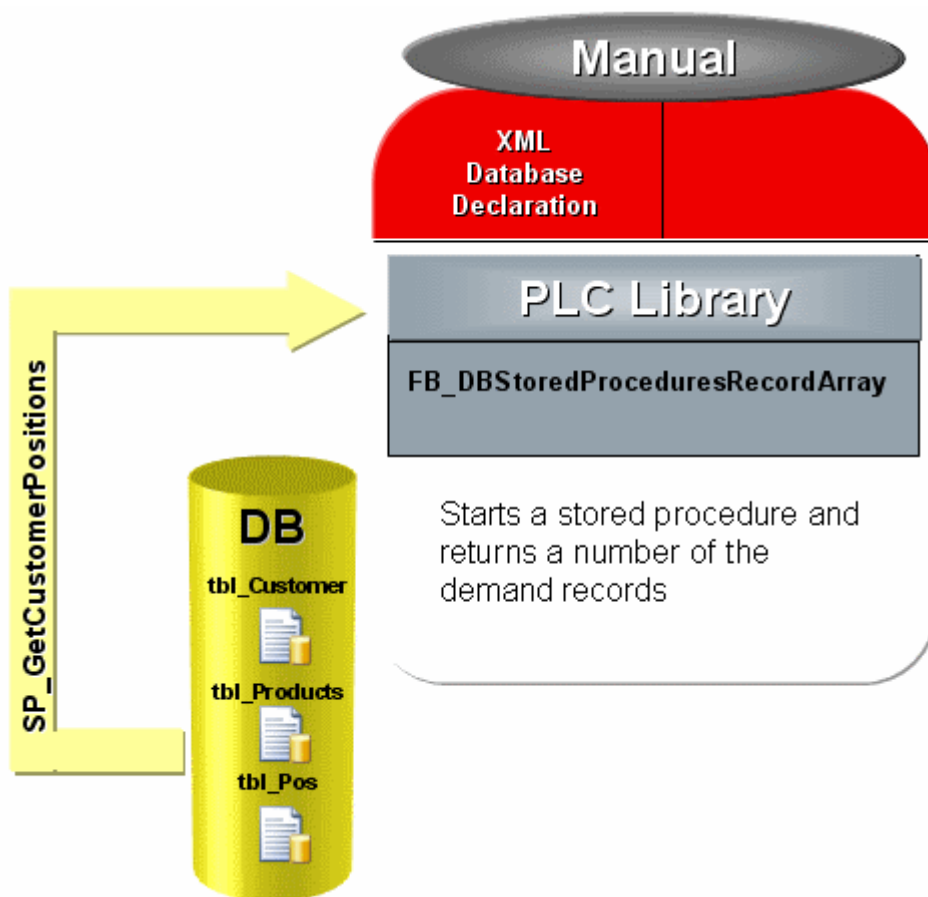 Manual
XML
Database
Declaration
PLC Library
FB_DBStoredProceduresRecordArray
Starts a stored procedure and
returns a number of the
demand records
SP_GetCustomerPositions
DB
tbl_Customer
tbl_Products
tbl_Pos